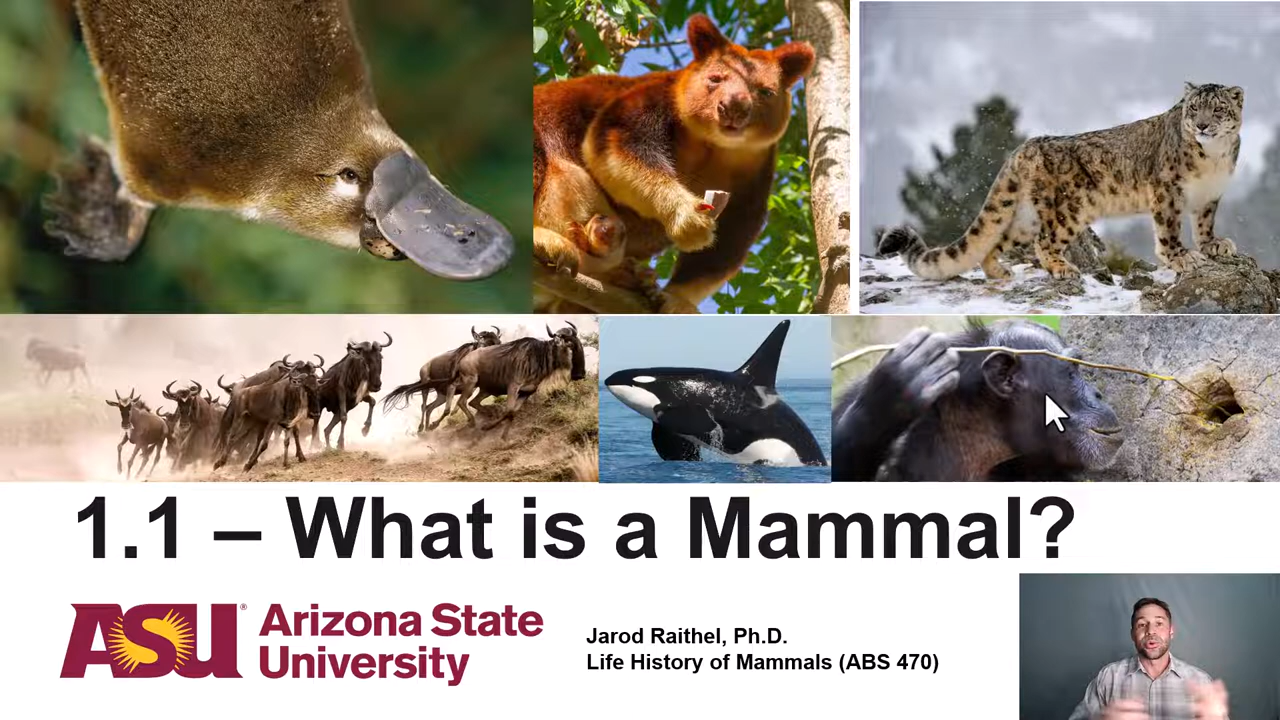 1.1 – What is a Mammal?
ASU® Arizona State
University
Jarod Raithel, Ph.D.
Life History of Mammals (ABS 470)